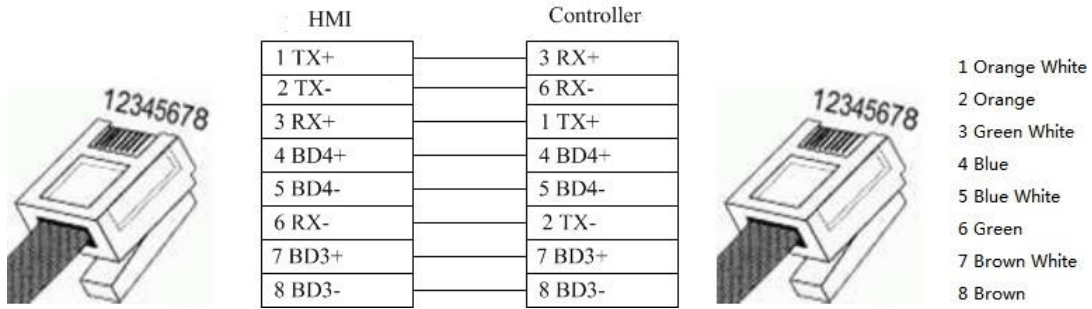 HMI Controller
12345678
1 TX+ 3 RX+
2 TX- 6 RX-
3 RX+ 1 TX+
4 BD4+ 4 BD4+
5 BD4- 5 BD4-
6 RX- 2 TX-
7 BD3+ 7 BD3+
8 BD3- 8 BD3-
12345678
1 Orange White
2 Orange
3 Green White
4 Blue
5 Blue White
6 Green
7 Brown White
8 Brown